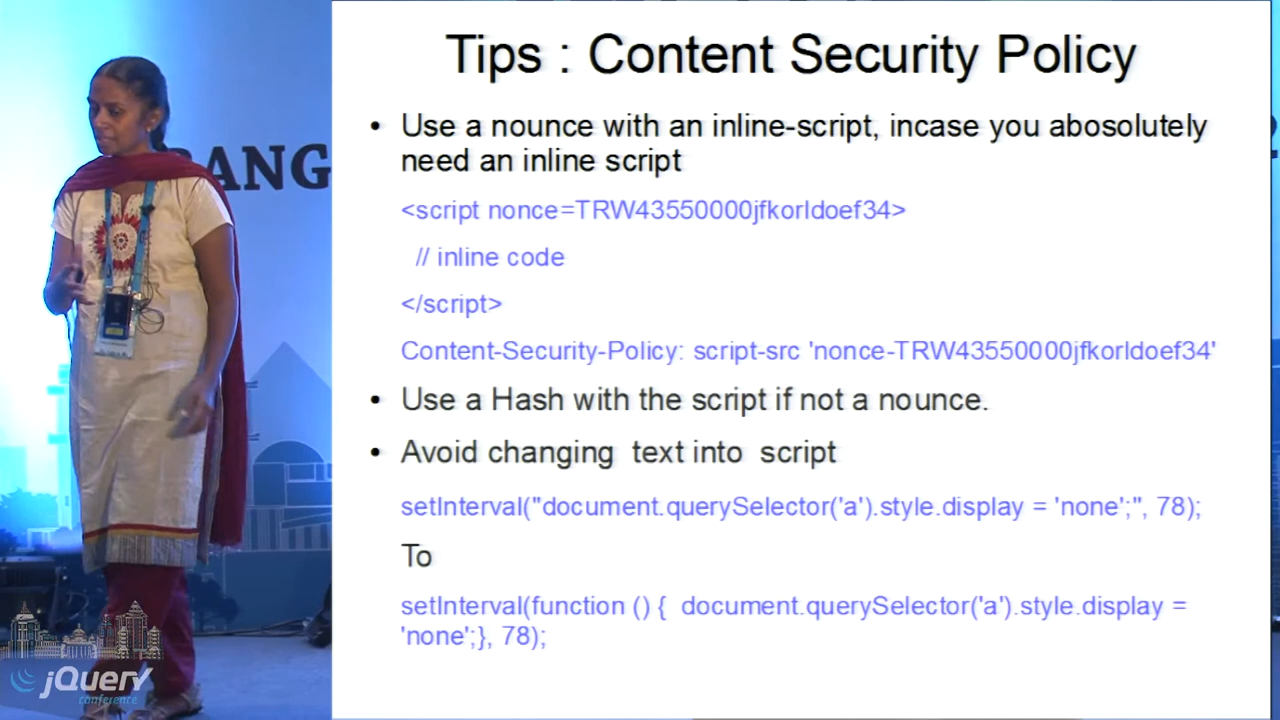 Tips : Content Security Policy
• Use a nounce with an inline-script, incase you abosolutely
need an inline script
<script nonce=TRW43550000jfkorldoef34>
// inline code
</script>
Content-Security-Policy: script-src 'nonce-TRW43550000jfkorldoef34'
• Use a Hash with the script if not a nounce.
• Avoid changing text into script
setInterval("document.querySelector('a').style.display = 'none';", 78);
To
setInterval(function () { document.querySelector('a').style.display =
'none';}, 78);
ANG
jQuery
conference